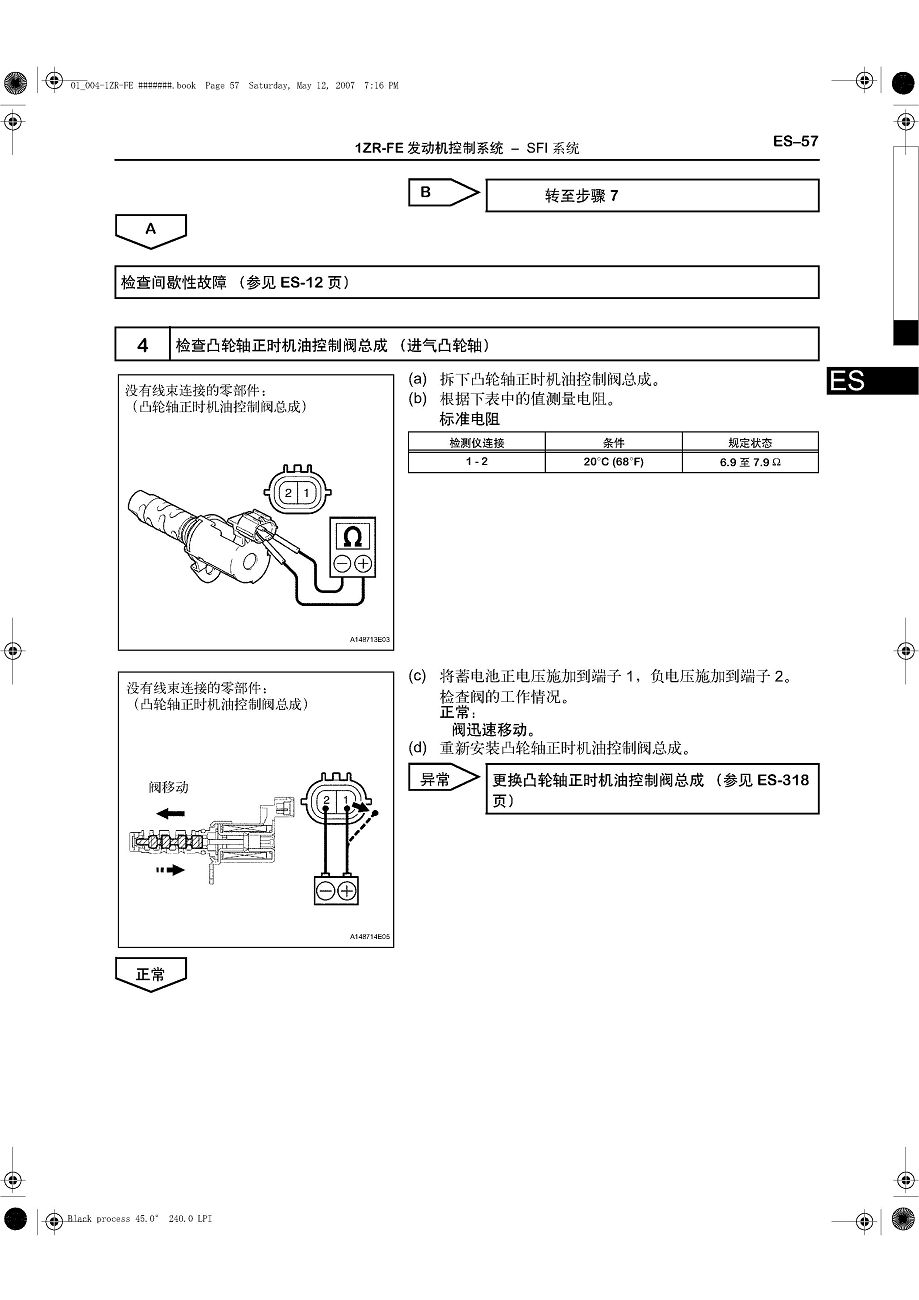 01_004-1ZR-FE #######.book Page 57 Saturday, May 12, 2007 7:16 PM
1ZR-FE 发动机控制系统 – SFI 系统
ES–57
B
转至步骤 7
A
检查间歇性故障 （参见 ES-12 页）
4
检查凸轮轴正时机油控制阀总成 （进气凸轮轴）
ES
没有线束连接的零部件：
（凸轮轴正时机油控制阀总成）
2 1
Ω
− +
A148713E03
(a) 拆下凸轮轴正时机油控制阀总成。
(b) 根据下表中的值测量电阻。
标准电阻
检测仪连接 条件 规定状态
1 - 2 20°C (68°F) 6.9 至 7.9 Ω
没有线束连接的零部件：
（凸轮轴正时机油控制阀总成）
阀移动
2 1
− +
A148714E05
(c) 将蓄电池正电压施加到端子 1，负电压施加到端子 2。
检查阀的工作情况。
正常：
阀迅速移动。
(d) 重新安装凸轮轴正时机油控制阀总成。
异常
更换凸轮轴正时机油控制阀总成 （参见 ES-318
页）
正常
Black process 45.0° 240.0 LPI